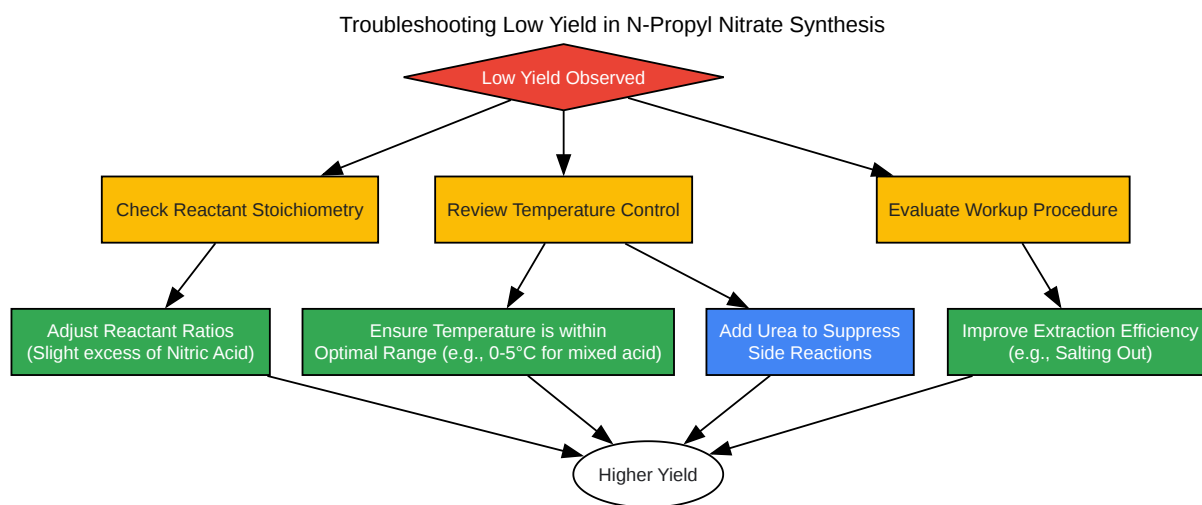 Troubleshooting Low Yield in N-Propyl Nitrate Synthesis
Low Yield Observed
Check Reactant Stoichiometry
Review Temperature Control
Evaluate Workup Procedure
Adjust Reactant Ratios
(Slight excess of Nitric Acid)
Ensure Temperature is within
Optimal Range (e.g., 0-5°C for mixed acid)
Add Urea to Suppress
Side Reactions
Improve Extraction Efficiency
(e.g., Salting Out)
Higher Yield